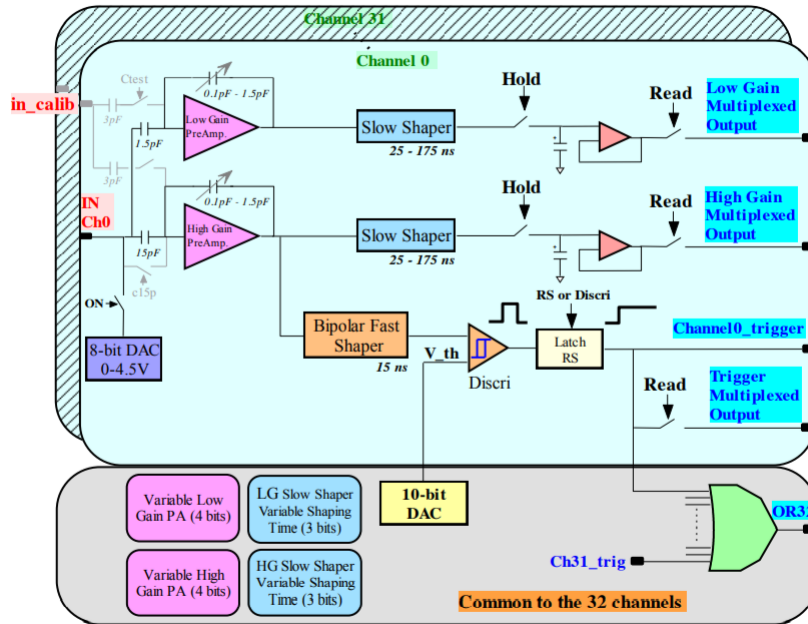 Channel 31
Channel 0
in_calib
Ctest
3pF
0.1pF - 1.5pF
Low Gain
PreAmp.
1.5pF
Slow Shaper
25 - 175 ns
Hold
Read
Low Gain
Multiplexed
Output
3pF
IN
Ch0
0.1pF - 1.5pF
High Gain
PreAmp.
15pF
c15p
Slow Shaper
25 - 175 ns
Hold
Read
High Gain
Multiplexed
Output
ON
8-bit DAC
0-4.5V
Bipolar Fast
Shaper
15 ns
V_th
Discri
RS or Discri
Latch
RS
Channel0_trigger
Read
Trigger
Multiplexed
Output
10-bit
DAC
Variable Low
Gain PA (4 bits)
LG Slow Shaper
Variable Shaping
Time (3 bits)
Variable High
Gain PA (4 bits)
HG Slow Shaper
Variable Shaping
Time (3 bits)
OR32
Ch31_trig
Common to the 32 channels